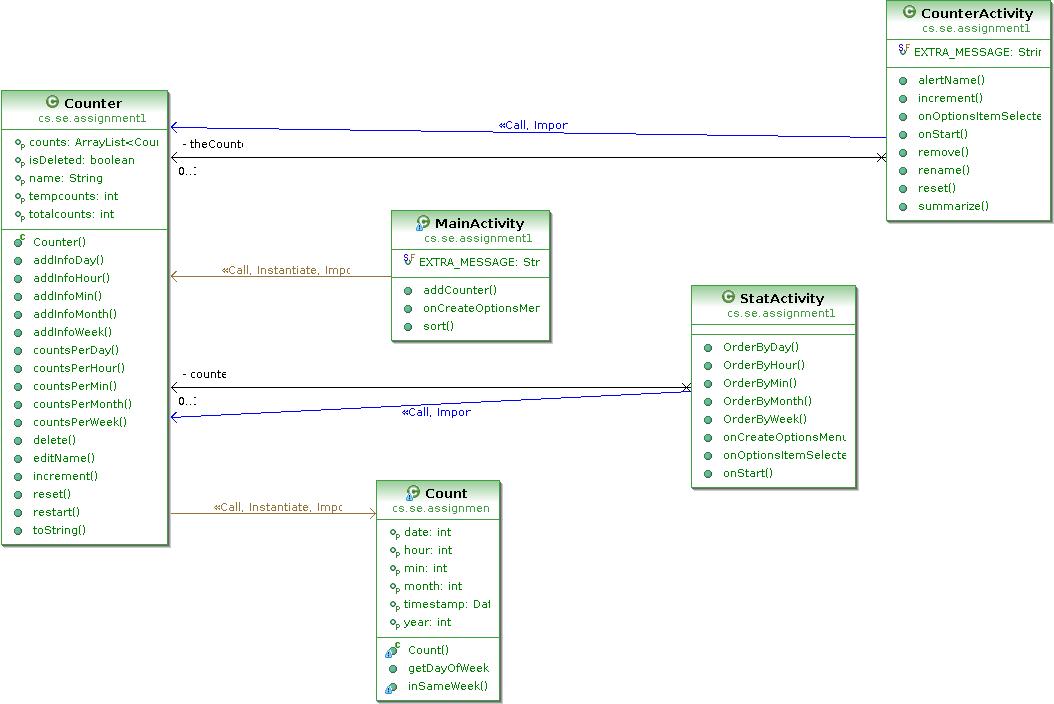 CounterActivity
cs.se.assignment1
EXTRA_MESSAGE: Strir
alertName()
increment()
onOptionsItemSelecte
onStart()
remove()
rename()
reset()
summarize()
Counter
cs.se.assignment1
counts: ArrayList<Cour
isDeleted: boolean
name: String
tempcounts: int
totalcounts: int
Counter()
addInfoDay()
addInfoHour()
addInfoMin()
addInfoMonth()
addInfoWeek()
countsPerDay()
countsPerHour()
countsPerMin()
countsPerMonth()
countsPerWeek()
delete()
editName()
increment()
reset()
restart()
toString()
«Call, Impor
- theCount
0..
MainActivity
cs.se.assignment1
EXTRA_MESSAGE: Str
addCounter()
onCreateOptionsMer
sort()
«Call, Instantiate, Impo
StatActivity
cs.se.assignment1
OrderByDay()
OrderByHour()
OrderByMin()
OrderByMonth()
OrderByWeek()
onCreateOptionsMenu
onOptionsItemSelecte
onStart()
- counte
0..
«Call, Impor
Count
cs.se.assignmen
date: int
hour: int
min: int
month: int
timestamp: Dat
year: int
Count()
getDayOfWeek
inSameWeek()
«Call, Instantiate, Impo